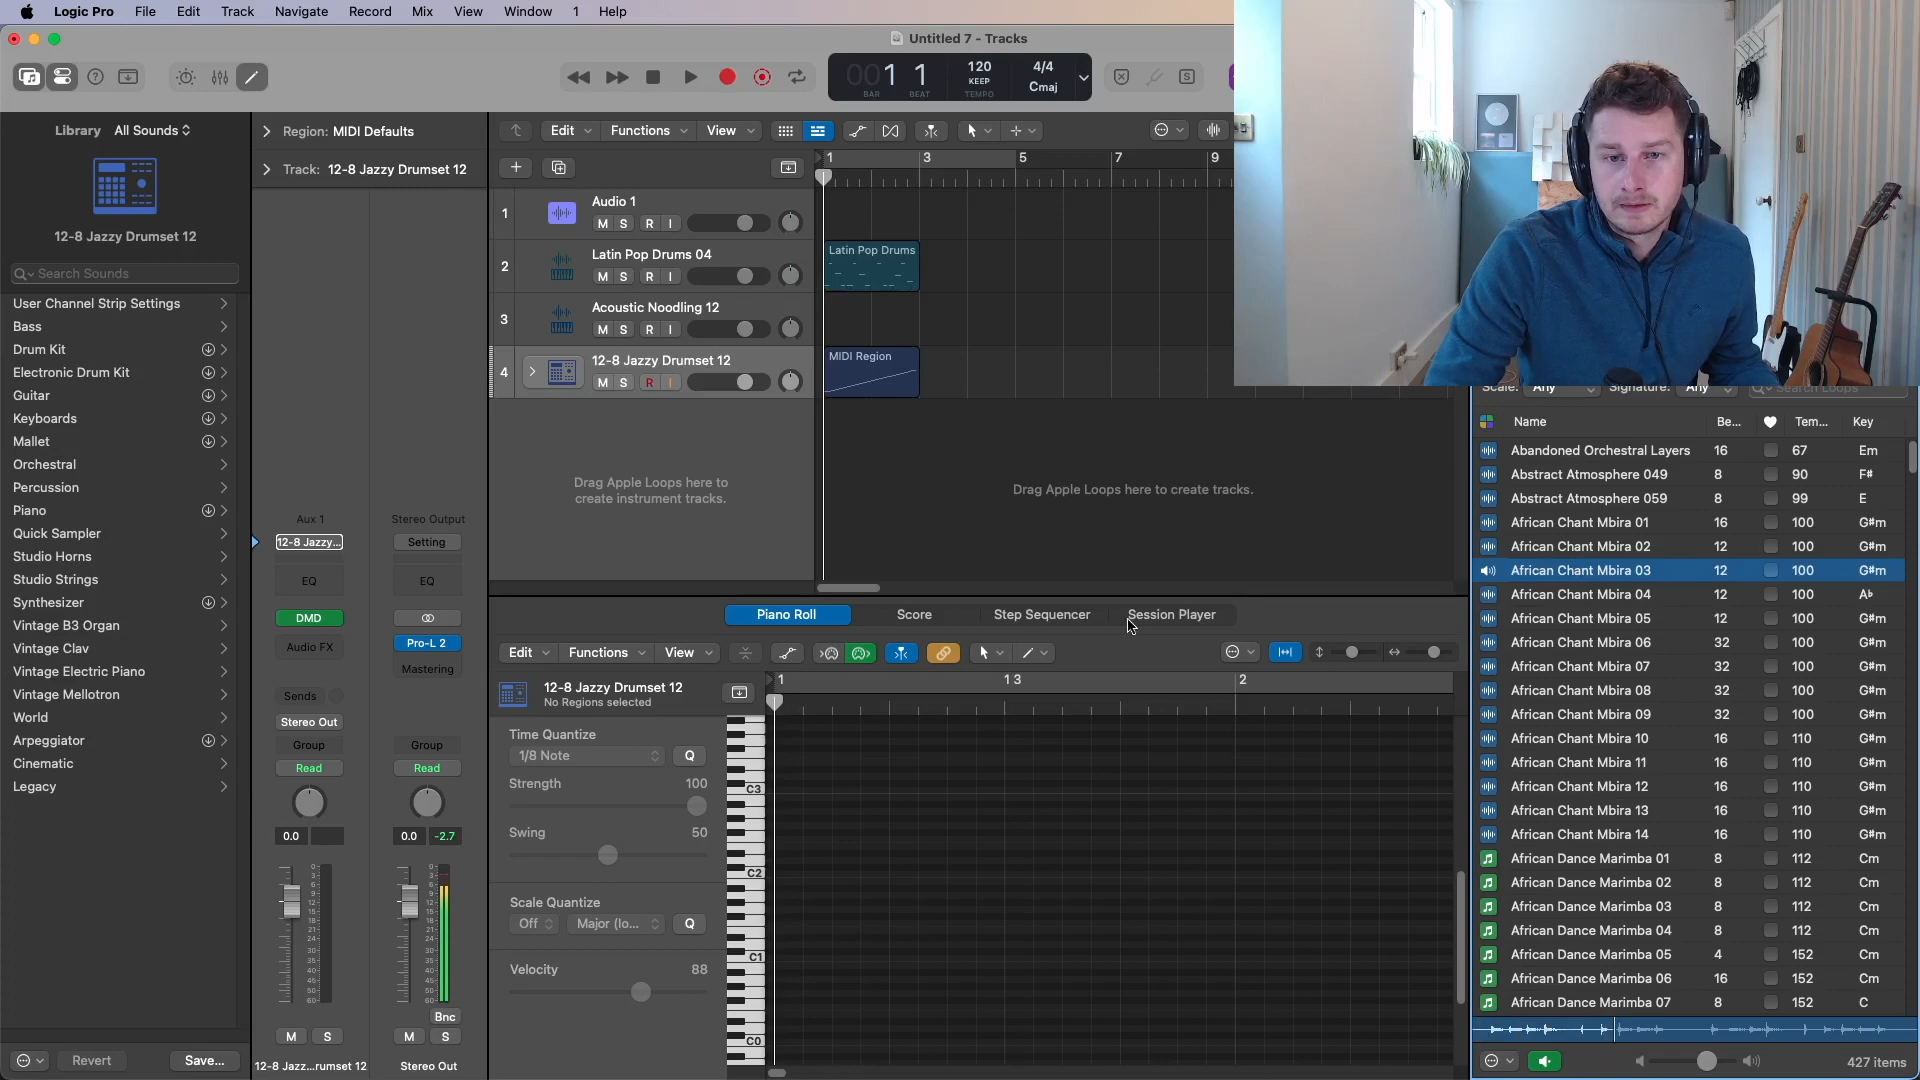 Logic Pro File Edit Track Navigate Record Mix View Window 1 Help
Untitled 7 - Tracks
001 1
BAR BEAT
120
KEEP
TEMPO
4/4
Cmaj
S
Library All Sounds
12-8 Jazzy Drumset 12
Search Sounds
User Channel Strip Settings
Bass
Drum Kit
Electronic Drum Kit
Guitar
Keyboards
Mallet
Orchestral
Percussion
Piano
Quick Sampler
Studio Horns
Studio Strings
Synthesizer
Vintage B3 Organ
Vintage Clav
Vintage Electric Piano
Vintage Mellotron
World
Arpeggiator
Cinematic
Legacy
Revert Save...
Region: MIDI Defaults
Track: 12-8 Jazzy Drumset 12
Aux 1 Stereo Output
12-8 Jazzy... Setting
EQ EQ
DMD
Audio FX Pro-L 2
Mastering
Sends
Stereo Out
Group Group
Read Read
0.0 0.0 -2.7
Bnc
M S M S
12-8 Jazz...rumset 12 Stereo Out
Edit Functions View
1 3 5 7 9
1 Audio 1
M S R I
2 Latin Pop Drums 04
M S R I
Latin Pop Drums
3 Acoustic Noodling 12
M S R I
4 12-8 Jazzy Drumset 12
M S R I
MIDI Region
Drag Apple Loops here to
create instrument tracks.
Drag Apple Loops here to create tracks.
Piano Roll Score Step Sequencer Session Player
Edit Functions View
12-8 Jazzy Drumset 12
No Regions selected
1 1 3 2
Time Quantize
1/8 Note Q
Strength 100
Swing 50
Scale Quantize
Off Major (lo... Q
Velocity 88
C3
C2
C1
C0
Scale: Any Signature: Any Search Loops
Name Be... Tem... Key
Abandoned Orchestral Layers 16 67 Em
Abstract Atmosphere 049 8 90 F#
Abstract Atmosphere 059 8 99 E
African Chant Mbira 01 16 100 G#m
African Chant Mbira 02 12 100 G#m
African Chant Mbira 03 12 100 G#m
African Chant Mbira 04 12 100 A♭
African Chant Mbira 05 12 100 G#m
African Chant Mbira 06 32 100 G#m
African Chant Mbira 07 32 100 G#m
African Chant Mbira 08 32 100 G#m
African Chant Mbira 09 32 100 G#m
African Chant Mbira 10 16 110 G#m
African Chant Mbira 11 16 110 G#m
African Chant Mbira 12 16 110 G#m
African Chant Mbira 13 16 110 G#m
African Chant Mbira 14 16 110 G#m
African Dance Marimba 01 8 112 Cm
African Dance Marimba 02 8 112 Cm
African Dance Marimba 03 8 112 Cm
African Dance Marimba 04 8 112 Cm
African Dance Marimba 05 4 152 Cm
African Dance Marimba 06 16 152 Cm
African Dance Marimba 07 8 152 C
427 items